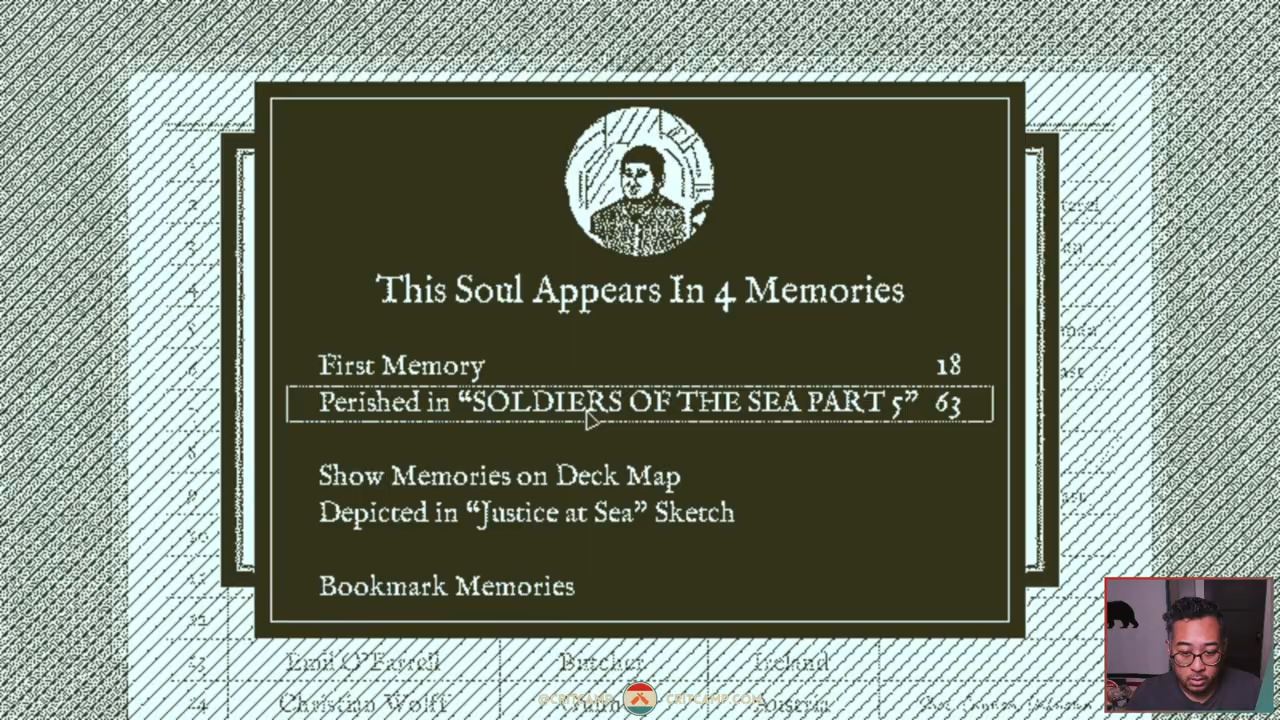 This Soul Appears In 4 Memories
First Memory 18
Perished in “SOLDIERS OF THE SEA PART 5” 63
Show Memories on Deck Map
Depicted in “Justice at Sea” Sketch
Bookmark Memories
Emil O'Farrell Butcher Ireland
Christian Wolff Austria
CRITCAMP.COM